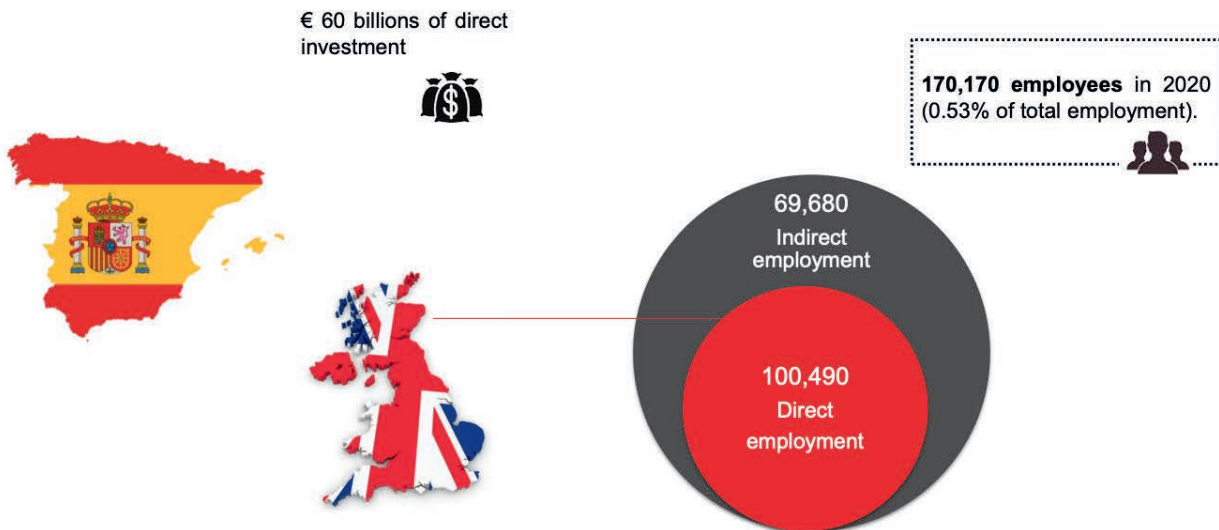 € 60 billions of direct
investment
170,170 employees in 2020
(0.53% of total employment).
69,680
Indirect
employment
100,490
Direct
employment